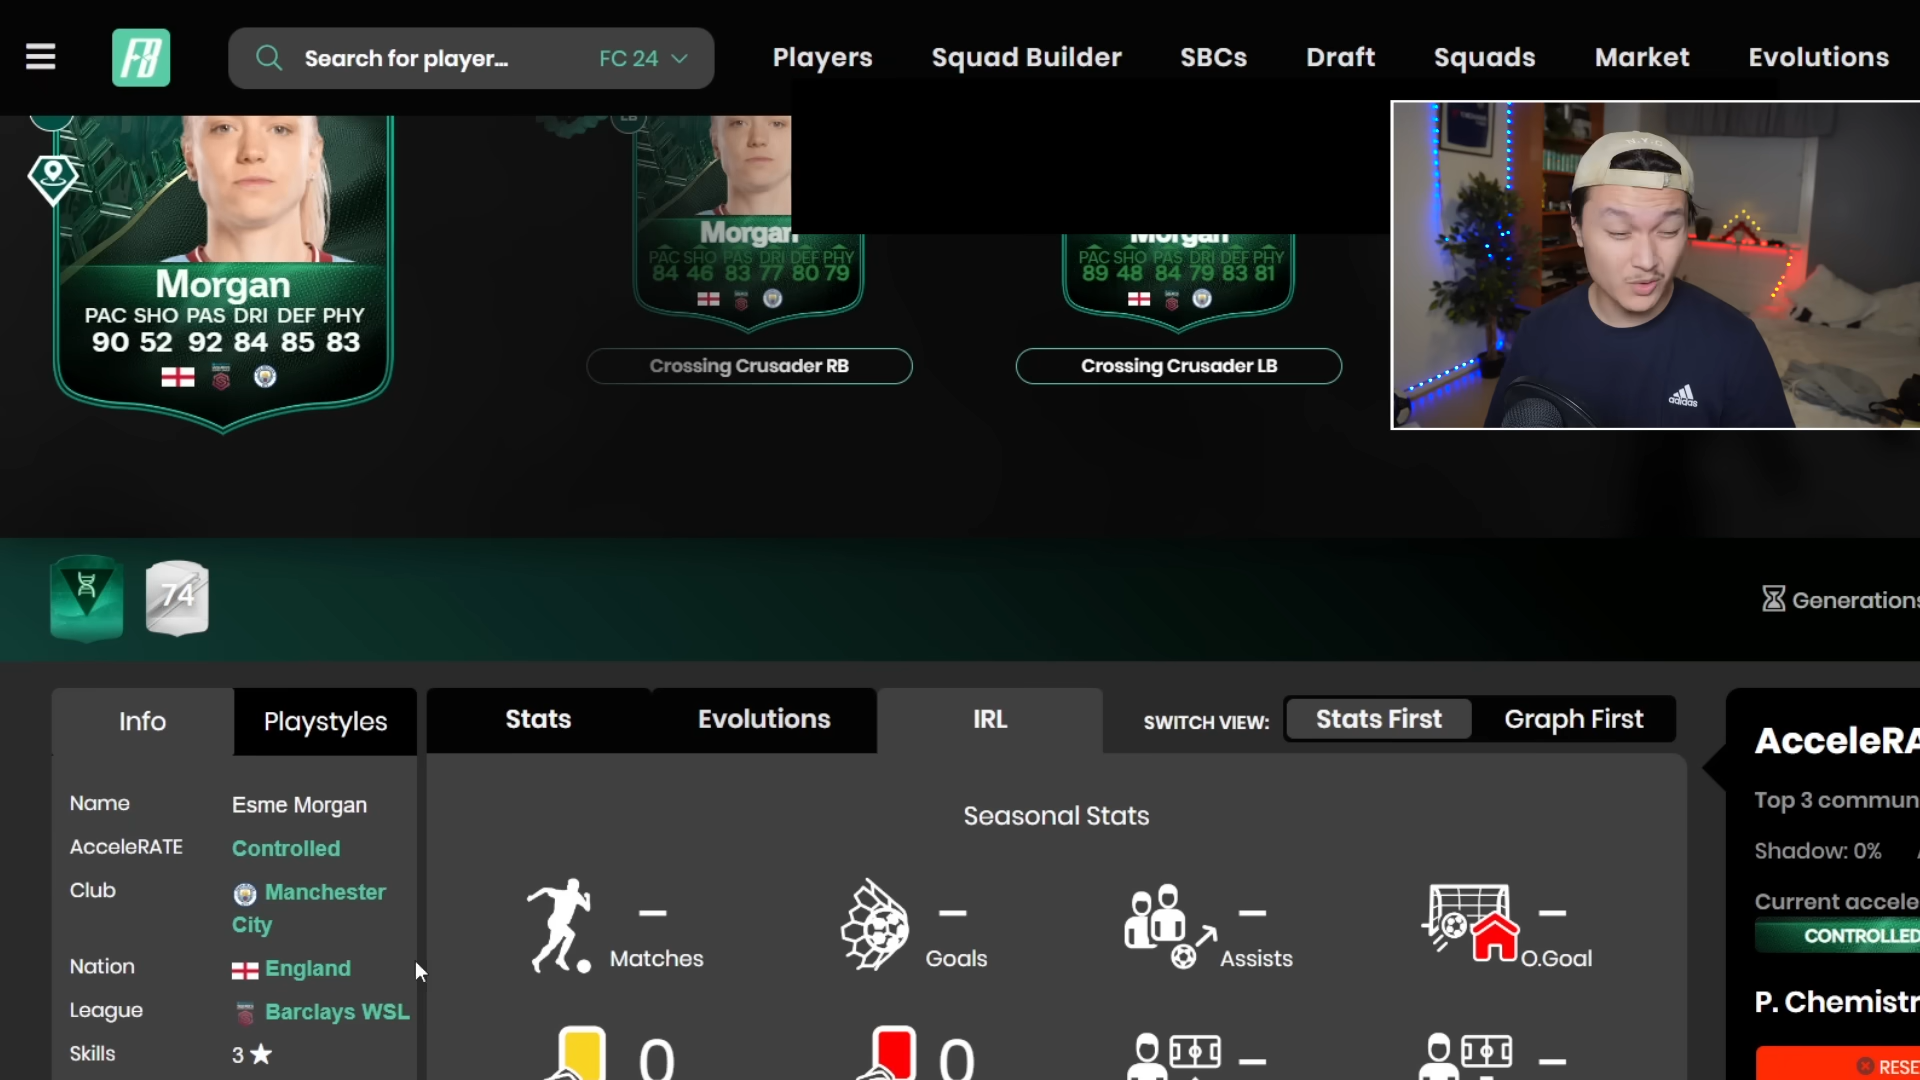 FB
Search for player...
FC 24
Players
Squad Builder
SBCs
Draft
Squads
Market
Evolutions
Morgan
PAC SHO PAS DRI DEF PHY
90 52 92 84 85 83
Morgan
PAC SHO PAS DRI DEF PHY
84 46 83 77 80 79
Crossing Crusader RB
Morgan
PAC SHO PAS DRI DEF PHY
89 48 84 79 83 81
Crossing Crusader LB
adidas
74
Generations
Info
Playstyles
Stats
Evolutions
IRL
SWITCH VIEW:
Stats First
Graph First
Name
Esme Morgan
AcceleRATE
Controlled
Club
Manchester
City
Nation
England
League
Barclays WSL
Skills
3
Seasonal Stats
– Matches
– Goals
– Assists
– O.Goal
0
0
–
–
AcceleRA
Top 3 commun
Shadow: 0%
Current accele
CONTROLLED
P. Chemistr
RESE